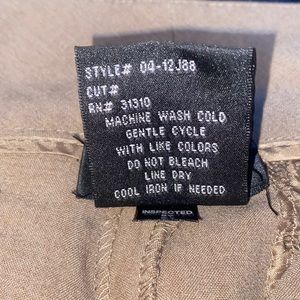 STYLE# 04-12J88
CUT#
RN# 31310
MACHINE WASH COLD
GENTLE CYCLE
WITH LIKE COLORS
DO NOT BLEACH
LINE DRY
COOL IRON IF NEEDED
INSPECTED
BY